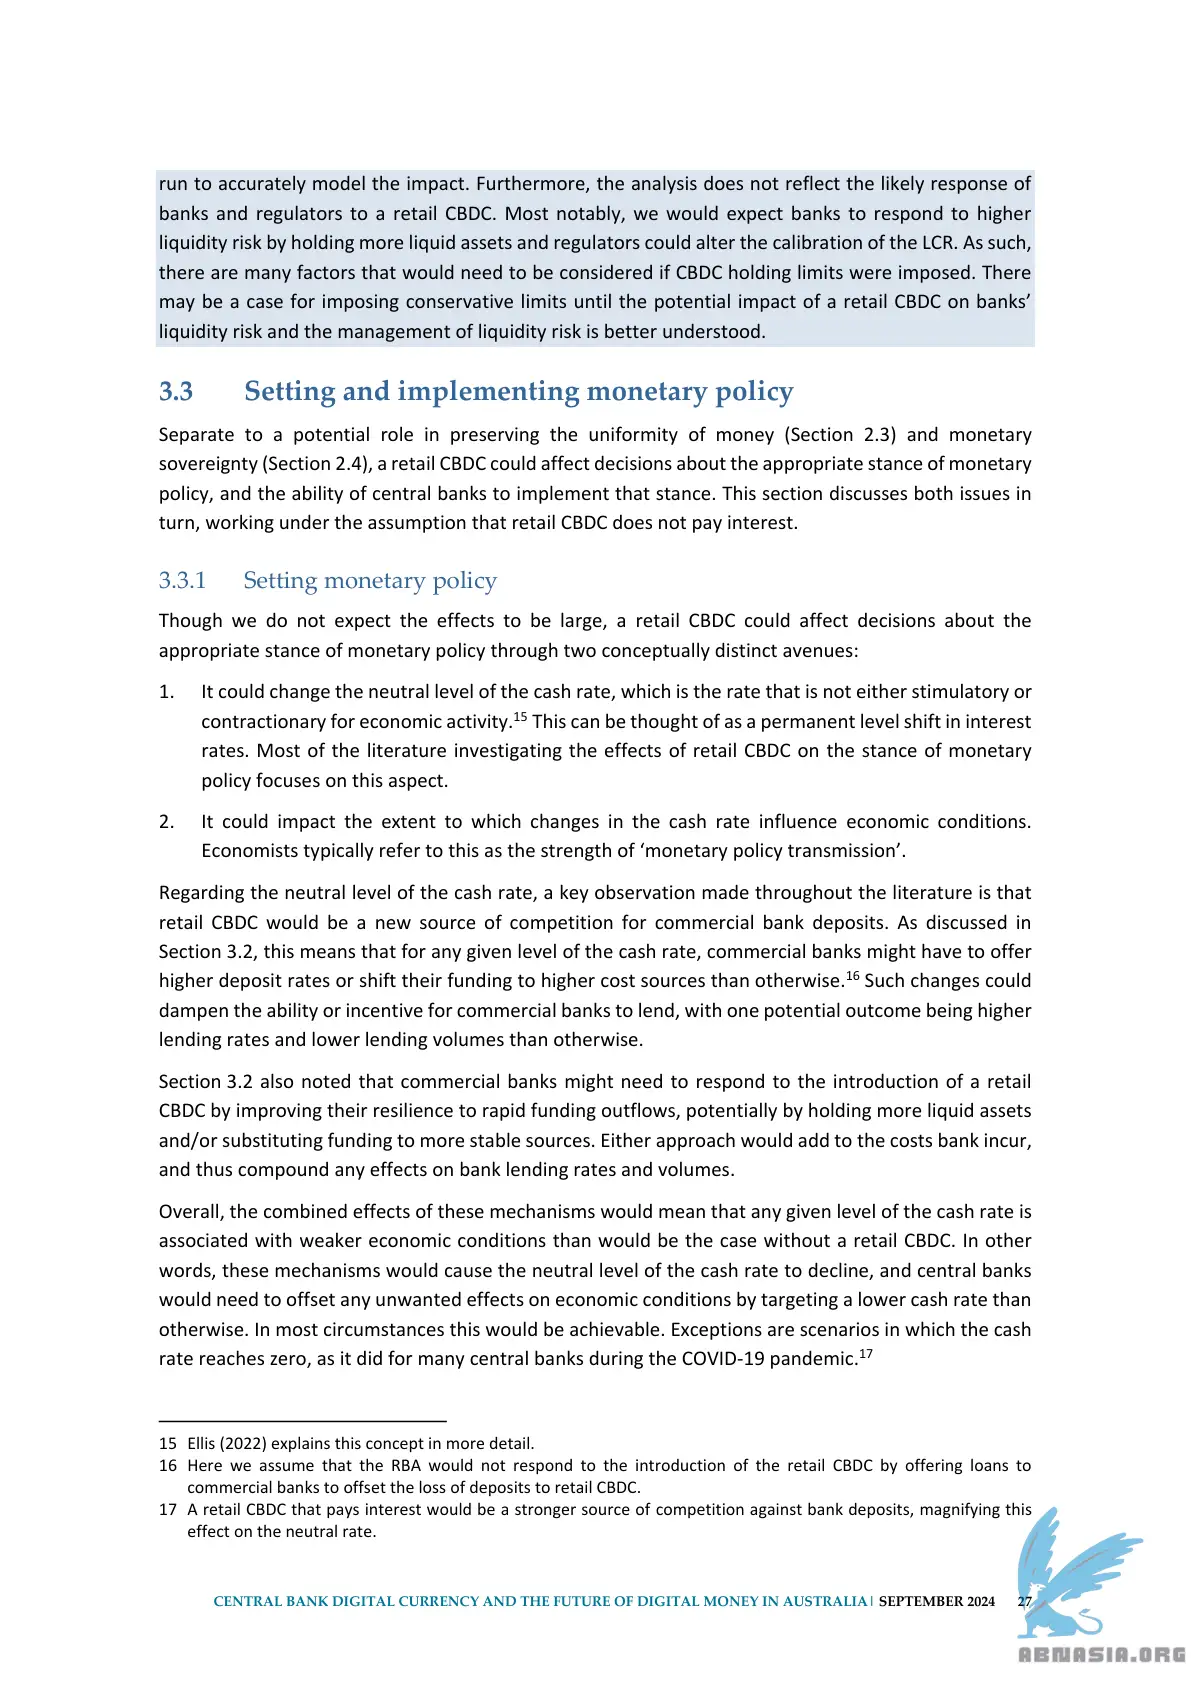 run to accurately model the impact. Furthermore, the analysis does not reflect the likely response of
banks and regulators to a retail CBDC. Most notably, we would expect banks to respond to higher
liquidity risk by holding more liquid assets and regulators could alter the calibration of the LCR. As such,
there are many factors that would need to be considered if CBDC holding limits were imposed. There
may be a case for imposing conservative limits until the potential impact of a retail CBDC on banks’
liquidity risk and the management of liquidity risk is better understood.
3.3 Setting and implementing monetary policy
Separate to a potential role in preserving the uniformity of money (Section 2.3) and monetary
sovereignty (Section 2.4), a retail CBDC could affect decisions about the appropriate stance of monetary
policy, and the ability of central banks to implement that stance. This section discusses both issues in
turn, working under the assumption that retail CBDC does not pay interest.
3.3.1 Setting monetary policy
Though we do not expect the effects to be large, a retail CBDC could affect decisions about the
appropriate stance of monetary policy through two conceptually distinct avenues:
1. It could change the neutral level of the cash rate, which is the rate that is not either stimulatory or
contractionary for economic activity.15 This can be thought of as a permanent level shift in interest
rates. Most of the literature investigating the effects of retail CBDC on the stance of monetary
policy focuses on this aspect.
2. It could impact the extent to which changes in the cash rate influence economic conditions.
Economists typically refer to this as the strength of ‘monetary policy transmission’.
Regarding the neutral level of the cash rate, a key observation made throughout the literature is that
retail CBDC would be a new source of competition for commercial bank deposits. As discussed in
Section 3.2, this means that for any given level of the cash rate, commercial banks might have to offer
higher deposit rates or shift their funding to higher cost sources than otherwise.16 Such changes could
dampen the ability or incentive for commercial banks to lend, with one potential outcome being higher
lending rates and lower lending volumes than otherwise.
Section 3.2 also noted that commercial banks might need to respond to the introduction of a retail
CBDC by improving their resilience to rapid funding outflows, potentially by holding more liquid assets
and/or substituting funding to more stable sources. Either approach would add to the costs bank incur,
and thus compound any effects on bank lending rates and volumes.
Overall, the combined effects of these mechanisms would mean that any given level of the cash rate is
associated with weaker economic conditions than would be the case without a retail CBDC. In other
words, these mechanisms would cause the neutral level of the cash rate to decline, and central banks
would need to offset any unwanted effects on economic conditions by targeting a lower cash rate than
otherwise. In most circumstances this would be achievable. Exceptions are scenarios in which the cash
rate reaches zero, as it did for many central banks during the COVID-19 pandemic.17
15 Ellis (2022) explains this concept in more detail.
16 Here we assume that the RBA would not respond to the introduction of the retail CBDC by offering loans to
commercial banks to offset the loss of deposits to retail CBDC.
17 A retail CBDC that pays interest would be a stronger source of competition against bank deposits, magnifying this
effect on the neutral rate.
CENTRAL BANK DIGITAL CURRENCY AND THE FUTURE OF DIGITAL MONEY IN AUSTRALIA| SEPTEMBER 2024 27
ABNASIA.ORG